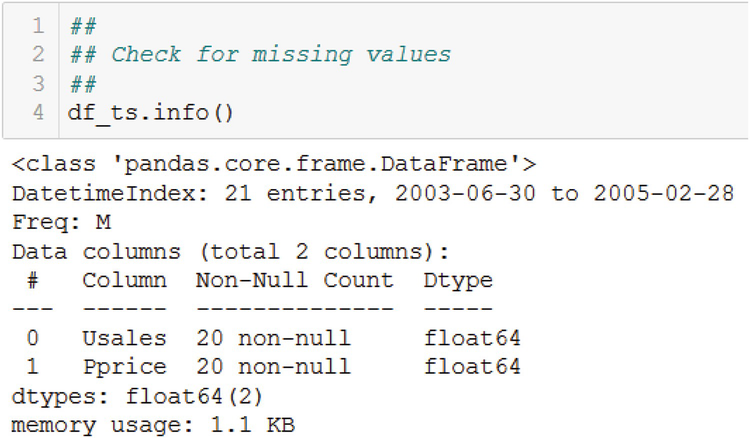 1 ##
2 ## Check for missing values
3 ##
4 df_ts.info()
<class 'pandas.core.frame.DataFrame'>
DatetimeIndex: 21 entries, 2003-06-30 to 2005-02-28
Freq: M
Data columns (total 2 columns):
 #   Column  Non-Null Count  Dtype
---  ------  --------------  -----
 0   Usales  20 non-null     float64
 1   Pprice  20 non-null     float64
dtypes: float64(2)
memory usage: 1.1 KB